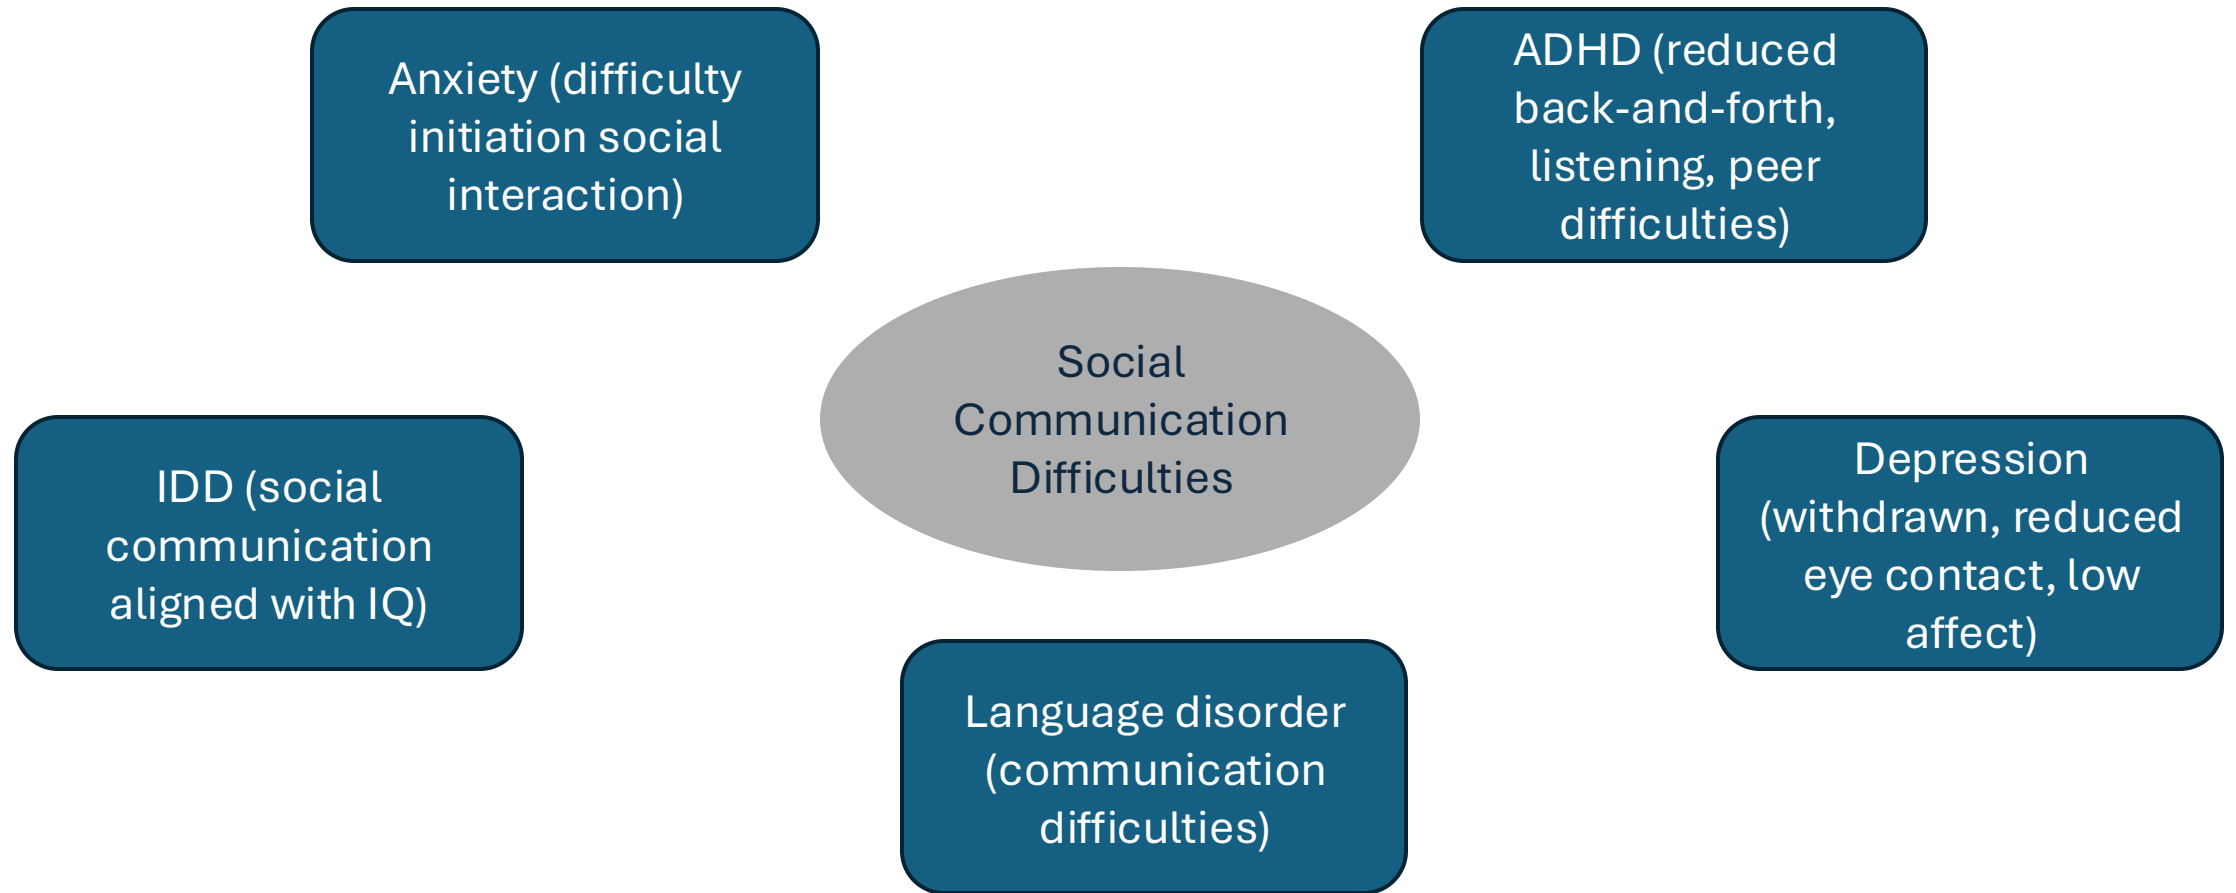 Anxiety (difficulty
initiation social
interaction)
ADHD (reduced
back-and-forth,
listening, peer
difficulties)
Social
Communication
Difficulties
IDD (social
communication
aligned with IQ)
Depression
(withdrawn, reduced
eye contact, low
affect)
Language disorder
(communication
difficulties)